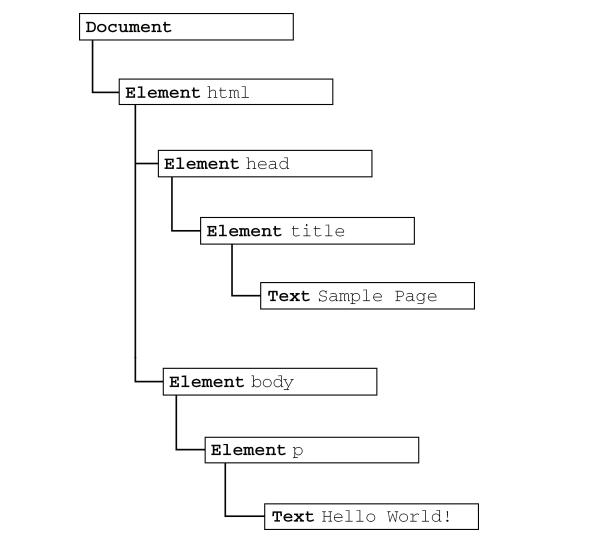 Document
Element html
Element head
Element title
Text Sample Page
Element body
Element p
Text Hello World!